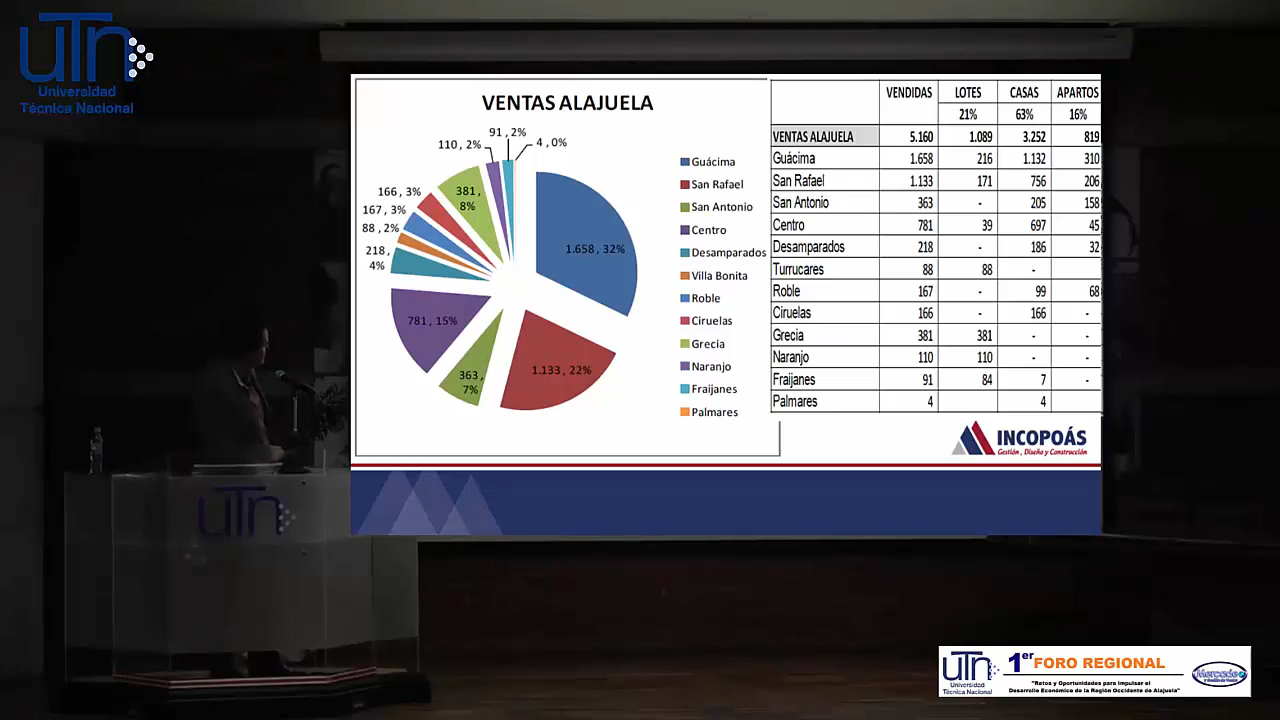 uTn
Universidad
Técnica Nacional
VENTAS ALAJUELA
91, 2%
4, 0%
110, 2%
381, 8%
166, 3%
167, 3%
88, 2%
218, 4%
1.658, 32%
781, 15%
363, 7%
1.133, 22%
Guácima
San Rafael
San Antonio
Centro
Desamparados
Villa Bonita
Roble
Ciruelas
Grecia
Naranjo
Fraijanes
Palmares
VENDIDAS LOTES CASAS APARTOS
21% 63% 16%
VENTAS ALAJUELA 5.160 1.089 3.252 819
Guácima 1.658 216 1.132 310
San Rafael 1.133 171 756 206
San Antonio 363 - 205 158
Centro 781 39 697 45
Desamparados 218 - 186 32
Turrucares 88 88 -
Roble 167 - 99 68
Ciruelas 166 - 166 -
Grecia 381 381 - -
Naranjo 110 110 - -
Fraijanes 91 84 7 -
Palmares 4 4
INCOPOÁS
Gestión, Diseño y Construcción
uTn
uTn
Universidad
Técnica Nacional
1er FORO REGIONAL
"Retos y Oportunidades para Impulsar el
Desarrollo Económico de la Región Occidente de Alajuela"